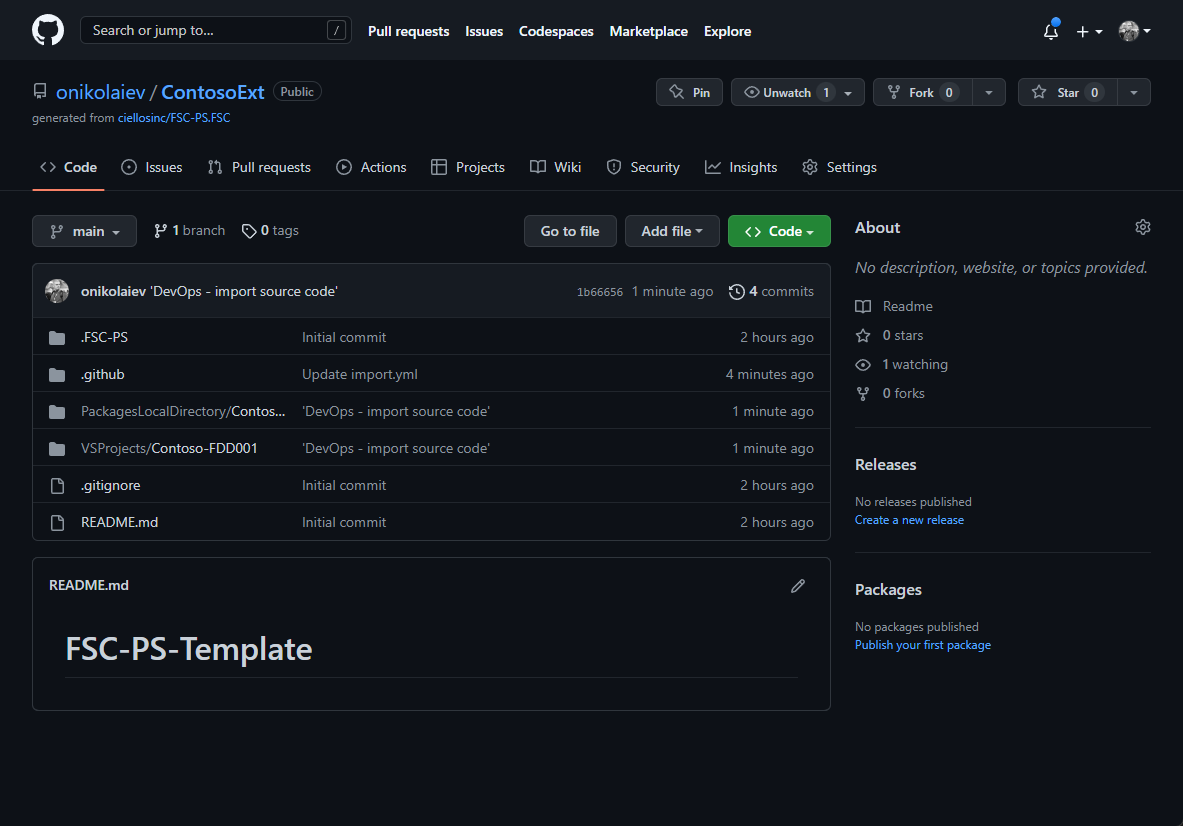 Search or jump to... /
Pull requests Issues Codespaces Marketplace Explore
onikolaiev / ContosoExt Public
Pin Unwatch 1 Fork 0 Star 0
generated from ciellosinc/FSC-PS.FSC
Code Issues Pull requests Actions Projects Wiki Security Insights Settings
main 1 branch 0 tags Go to file Add file Code
onikolaiev 'DevOps - import source code' 1b66656 1 minute ago 4 commits
.FSC-PS Initial commit 2 hours ago
.github Update import.yml 4 minutes ago
PackagesLocalDirectory/Contos... 'DevOps - import source code' 1 minute ago
VSProjects/Contoso-FDD001 'DevOps - import source code' 1 minute ago
.gitignore Initial commit 2 hours ago
README.md Initial commit 2 hours ago
README.md
FSC-PS-Template
About
No description, website, or topics provided.
Readme
0 stars
1 watching
0 forks
Releases
No releases published
Create a new release
Packages
No packages published
Publish your first package